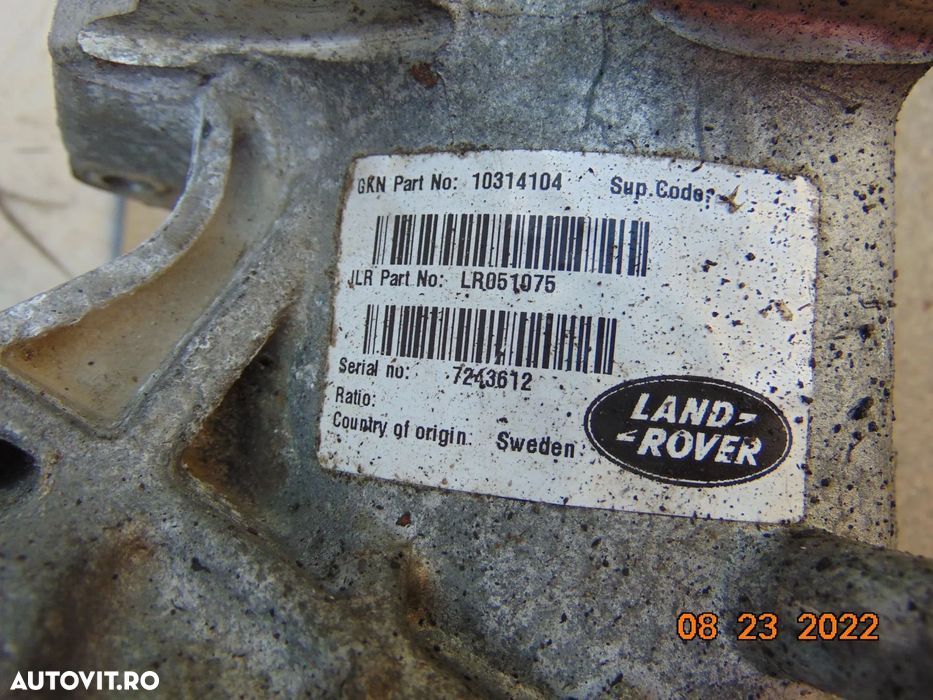 GKN Part No: 10314104 Sup.Code:
JLR Part No: LR051075
Serial no: 7243612
Ratio:
Country of origin: Sweden
LAND
ROVER
08 23 2022
AUTOVIT.RO